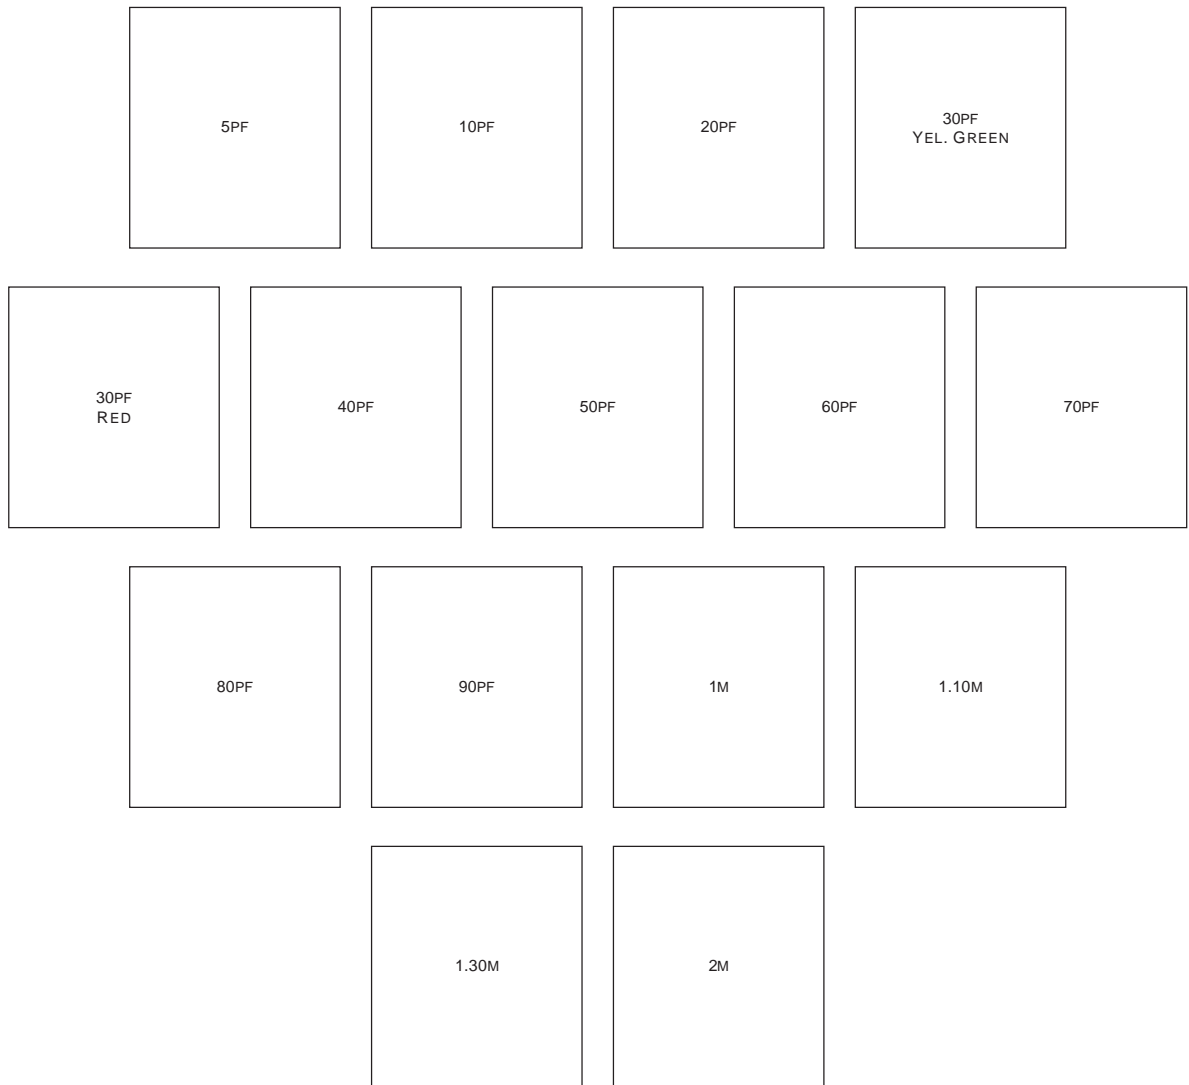 5PF
10PF
20PF
30PF
YEL. GREEN
30PF
RED
40PF
50PF
60PF
70PF
80PF
90PF
1M
1.10M
1.30M
2M